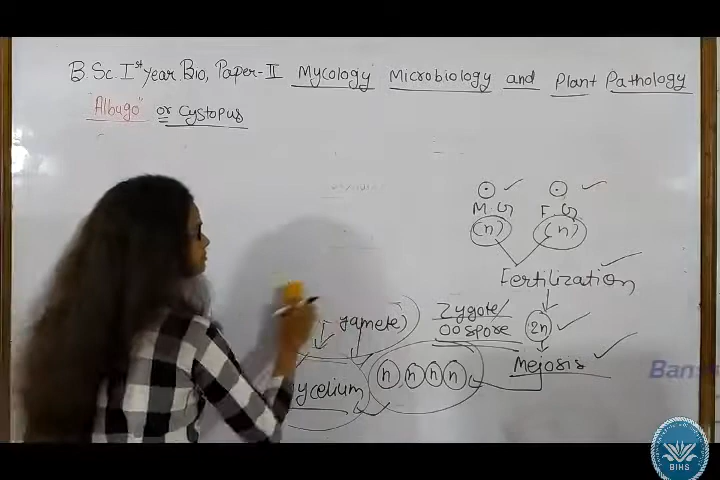 B.Sc. Ist year Bio, Paper-II Mycology Microbiology and Plant Pathology
"Albugo" or Cystopus
M.G F.G
(n) (n)
Fertilization
gamete) Zygote/
Oospore 2n
Meiosis
ycelium n n n n
Bans
BIHS